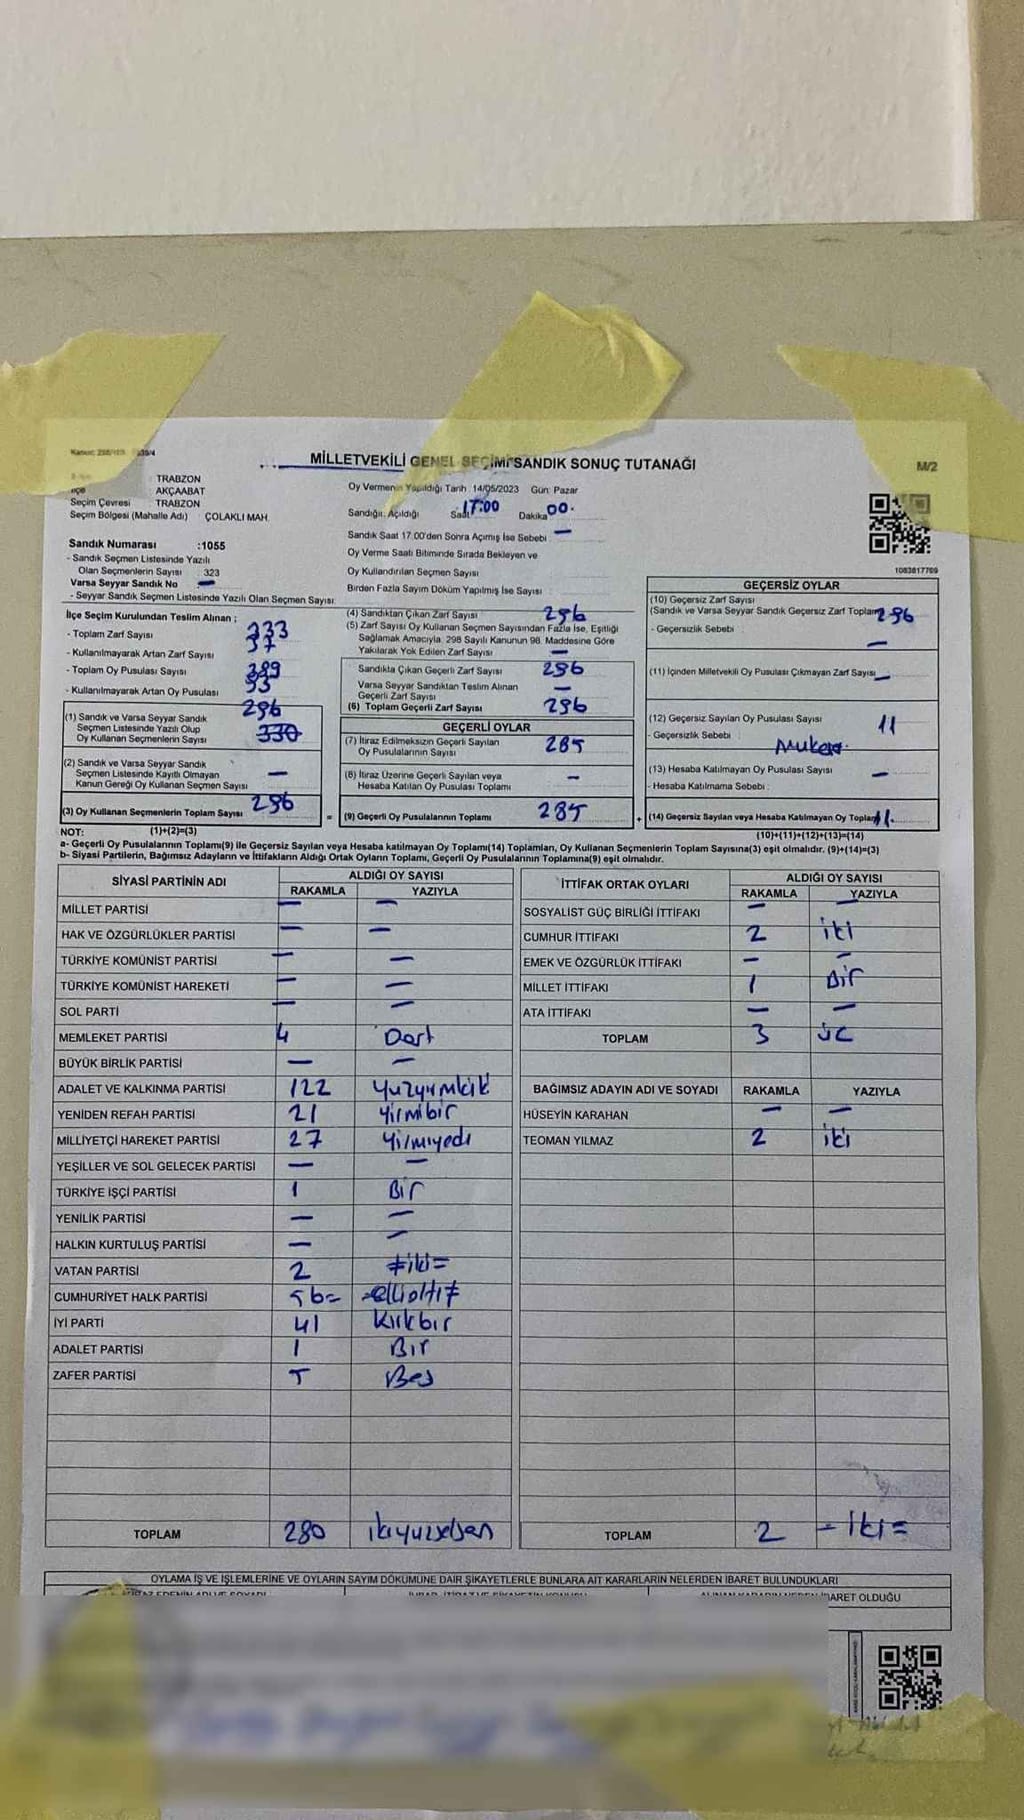 MİLLETVEKİLİ GENEL SEÇİMİ SANDIK SONUÇ TUTANAĞI
M/2
TRABZON
İlçe AKÇAABAT
Seçim Çevresi TRABZON
Seçim Bölgesi (Mahalle Adı) ÇOLAKLI MAH.
Sandık Numarası :1055
- Sandık Seçmen Listesinde Yazılı
Olan Seçmenlerin Sayısı 323
Varsa Seyyar Sandık No —
- Seyyar Sandık Seçmen Listesinde Yazılı Olan Seçmen Sayısı:
Oy Vermenin Yapıldığı Tarih :14/05/2023 Gün: Pazar
Sandığın Açıldığı Saat 17:00 Dakika 00.
Sandık Saat 17.00'den Sonra Açımış İse Sebebi —
Oy Verme Saati Bitiminde Sırada Bekleyen ve
Oy Kullandırılan Seçmen Sayısı
Birden Fazla Sayım Döküm Yapılmış İse Sayısı
1083817709
İlçe Seçim Kurulundan Teslim Alınan ;
- Toplam Zarf Sayısı 333
- Kullanılmayarak Artan Zarf Sayısı 37
- Toplam Oy Pusulası Sayısı
- Kullanılmayarak Artan Oy Pusulası
(1) Sandık ve Varsa Seyyar Sandık 296
Seçmen Listesinde Yazılı Olup 330
Oy Kullanan Seçmenlerin Sayısı
(2) Sandık ve Varsa Seyyar Sandık
Seçmen Listesinde Kayıtlı Olmayan —
Kanun Gereği Oy Kullanan Seçmen Sayısı
(3) Oy Kullanan Seçmenlerin Toplam Sayısı 296
(4) Sandıktan Çıkan Zarf Sayısı 296
(5) Zarf Sayısı Oy Kullanan Seçmen Sayısından Fazla İse, Eşitliği
Sağlamak Amacıyla, 298 Sayılı Kanunun 98. Maddesine Göre
Yakılarak Yok Edilen Zarf Sayısı —
Sandıkta Çıkan Geçerli Zarf Sayısı 296
Varsa Seyyar Sandıktan Teslim Alınan —
Geçerli Zarf Sayısı
(6) Toplam Geçerli Zarf Sayısı 296
GEÇERLİ OYLAR
(7) İtiraz Edilmeksizin Geçerli Sayılan
Oy Pusulalarının Sayısı 285
(8) İtiraz Üzerine Geçerli Sayılan veya
Hesaba Katılan Oy Pusulası Toplamı —
= (9) Geçerli Oy Pusulalarının Toplamı 285
GEÇERSİZ OYLAR
(10) Geçersiz Zarf Sayısı
(Sandık ve Varsa Seyyar Sandık Geçersiz Zarf Toplamı) 296
- Geçersizlik Sebebi —
(11) İçinden Milletvekili Oy Pusulası Çıkmayan Zarf Sayısı —
(12) Geçersiz Sayılan Oy Pusulası Sayısı 11
- Geçersizlik Sebebi :
(13) Hesaba Katılmayan Oy Pusulası Sayısı —
- Hesaba Katılmama Sebebi :
+ (14) Geçersiz Sayılan veya Hesaba Katılmayan Oy Toplamı 11.
NOT: (1)+(2)=(3) (10)+(11)+(12)+(13)=(14)
a- Geçerli Oy Pusulalarının Toplamı(9) ile Geçersiz Sayılan veya Hesaba katılmayan Oy Toplamı(14) Toplamları, Oy Kullanan Seçmenlerin Toplam Sayısına(3) eşit olmalıdır. (9)+(14)=(3)
b- Siyasi Partilerin, Bağımsız Adayların ve İttifakların Aldığı Ortak Oyların Toplamı, Geçerli Oy Pusulalarının Toplamına(9) eşit olmalıdır.
SİYASİ PARTİNİN ADI ALDIĞI OY SAYISI
RAKAMLA YAZIYLA
MİLLET PARTİSİ — —
HAK VE ÖZGÜRLÜKLER PARTİSİ — —
TÜRKİYE KOMÜNİST PARTİSİ — —
TÜRKİYE KOMÜNİST HAREKETİ — —
SOL PARTİ — —
MEMLEKET PARTİSİ 4 Dört
BÜYÜK BİRLİK PARTİSİ — —
ADALET VE KALKINMA PARTİSİ 122 Yuzyırmiki
YENİDEN REFAH PARTİSİ 21 Yirmibir
MİLLİYETÇİ HAREKET PARTİSİ 27 Yirmiyedi
YEŞİLLER VE SOL GELECEK PARTİSİ — —
TÜRKİYE İŞÇİ PARTİSİ 1 Bir
YENİLİK PARTİSİ — —
HALKIN KURTULUŞ PARTİSİ — —
VATAN PARTİSİ 2 =iki=
CUMHURİYET HALK PARTİSİ 56= =ellialtı=
İYİ PARTİ 41 Kırkbir
ADALET PARTİSİ 1 Bir
ZAFER PARTİSİ 5 Beş
TOPLAM 280 ikiyuzseksen
İTTİFAK ORTAK OYLARI ALDIĞI OY SAYISI
RAKAMLA YAZIYLA
SOSYALİST GÜÇ BİRLİĞİ İTTİFAKI — —
CUMHUR İTTİFAKI 2 iki
EMEK VE ÖZGÜRLÜK İTTİFAKI — —
MİLLET İTTİFAKI 1 Bir
ATA İTTİFAKI — —
TOPLAM 3 üç
BAĞIMSIZ ADAYIN ADI VE SOYADI RAKAMLA YAZIYLA
HÜSEYİN KARAHAN — —
TEOMAN YILMAZ 2 iki
TOPLAM 2 - iki =
OYLAMA İŞ VE İŞLEMLERİNE VE OYLARIN SAYIM DÖKÜMÜNE DAİR ŞİKAYETLERLE BUNLARA AİT KARARLARIN NELERDEN İBARET BULUNDUKLARI
İBARET OLDUĞU